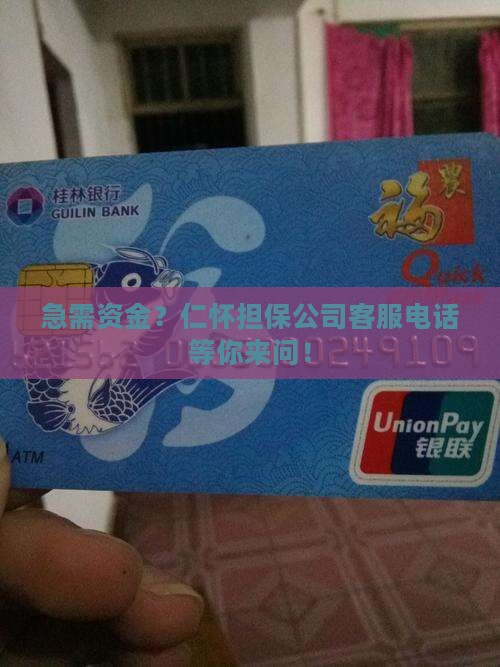 桂林银行
GUILIN BANK
農
福
Quick
急需资金？仁怀担保公司客服电话
等你来问！
UnionPay
银联
ATM